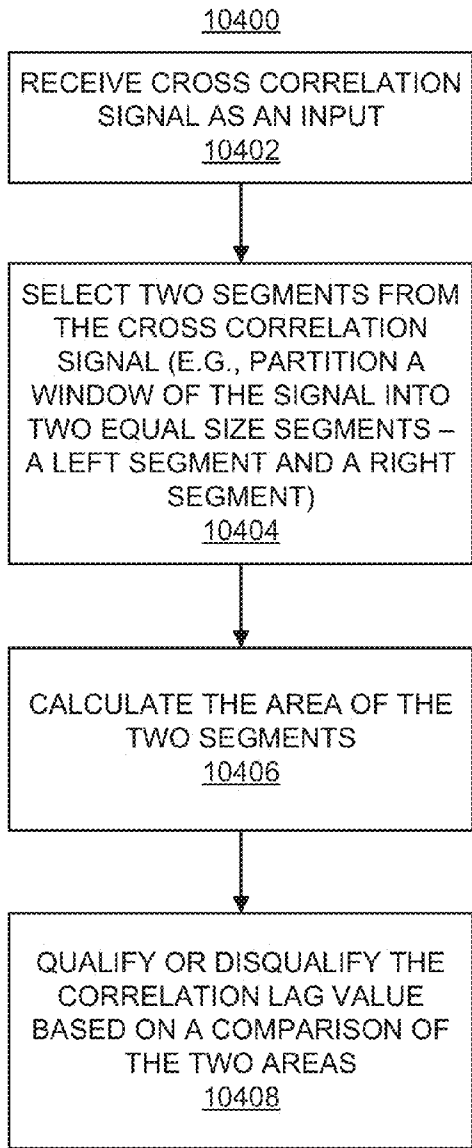 10400
RECEIVE CROSS CORRELATION
SIGNAL AS AN INPUT
10402
SELECT TWO SEGMENTS FROM
THE CROSS CORRELATION
SIGNAL (E.G., PARTITION A
WINDOW OF THE SIGNAL INTO
TWO EQUAL SIZE SEGMENTS –
A LEFT SEGMENT AND A RIGHT
SEGMENT)
10404
CALCULATE THE AREA OF THE
TWO SEGMENTS
10406
QUALIFY OR DISQUALIFY THE
CORRELATION LAG VALUE
BASED ON A COMPARISON OF
THE TWO AREAS
10408